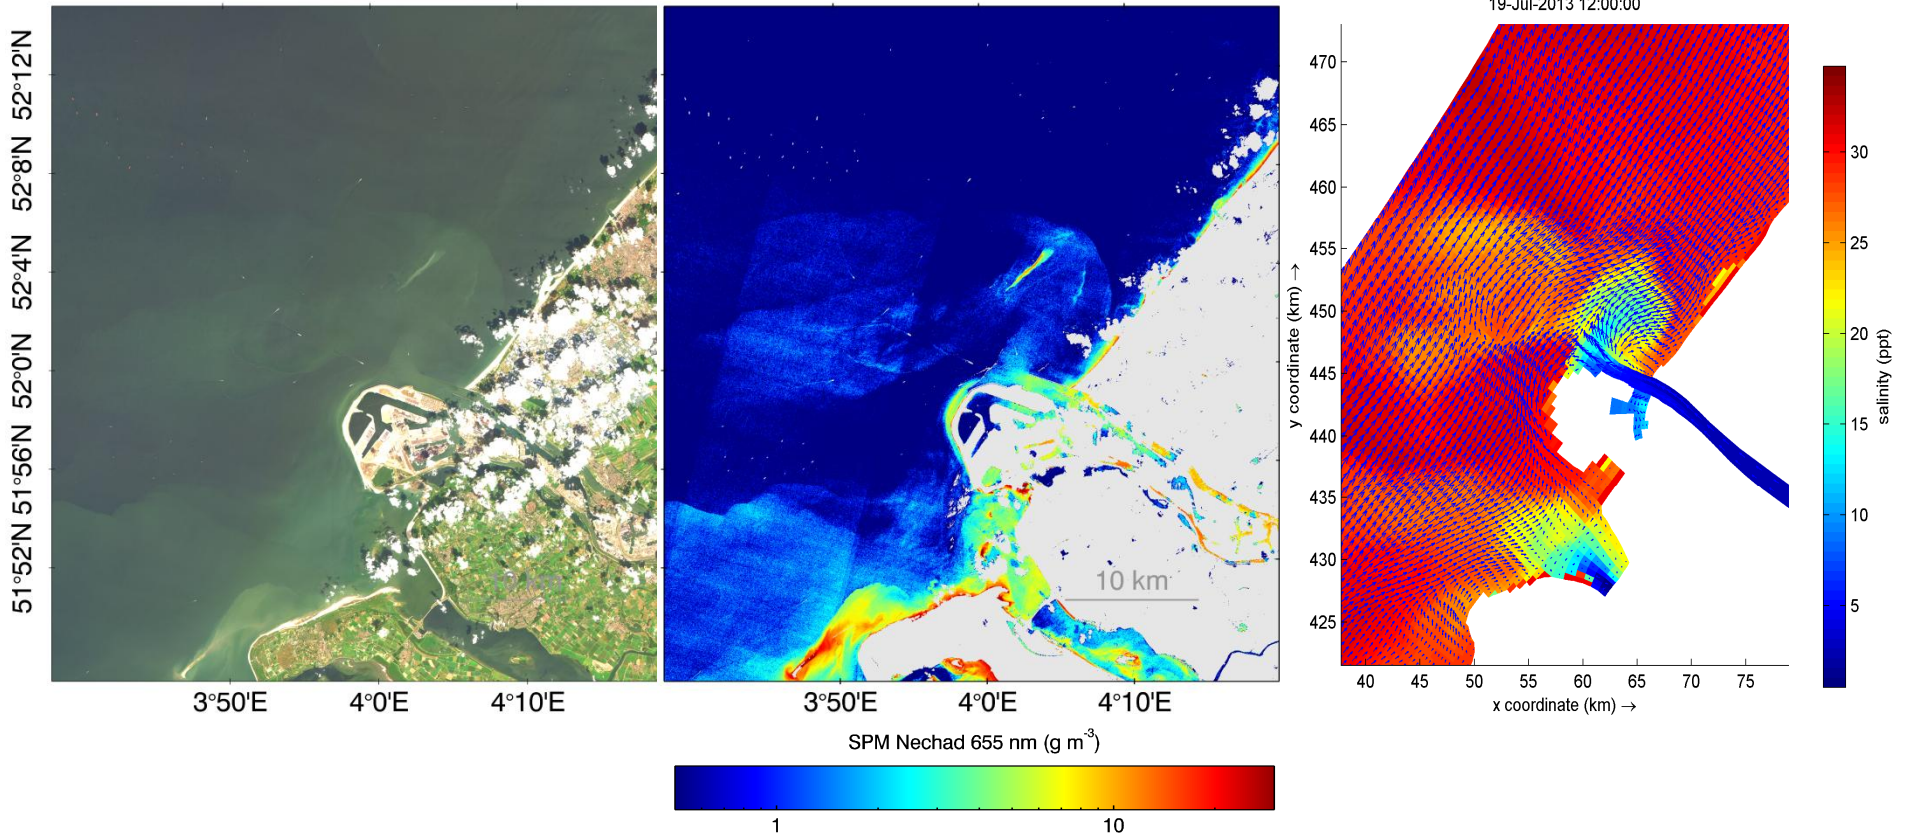 19-Jul-2013 12:00:00
52°12'N
52°8'N
52°4'N
52°0'N
51°56'N
51°52'N
3°50'E
4°0'E
4°10'E
10 km
10 km
3°50'E
4°0'E
4°10'E
SPM Nechad 655 nm (g m-3)
1
10
470
465
460
455
450
445
440
435
430
425
y coordinate (km) →
40
45
50
55
60
65
70
75
x coordinate (km) →
30
25
20
15
10
5
salinity (ppt)